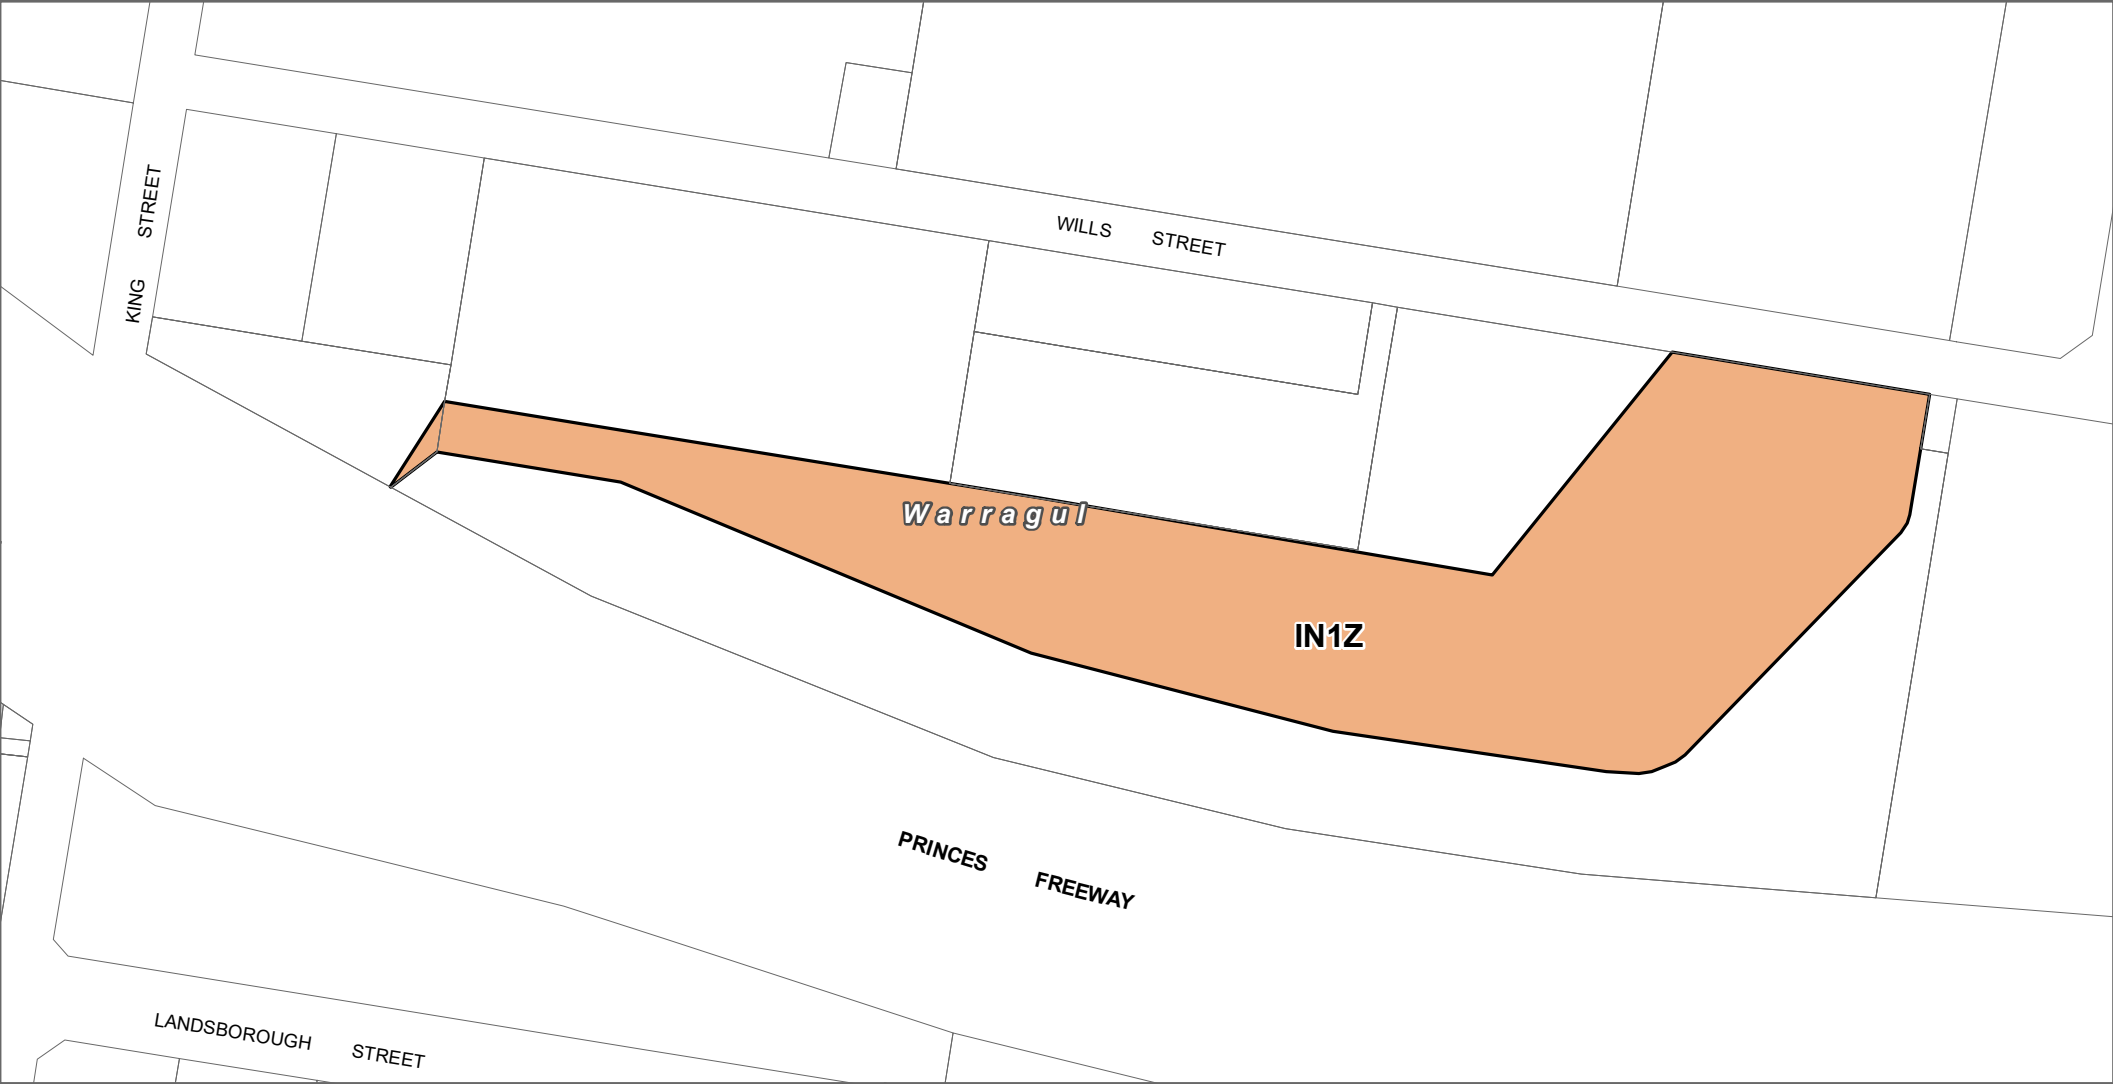 KING STREET
WILLS STREET
Warragul
IN1Z
PRINCES FREEWAY
LANDSBOROUGH STREET